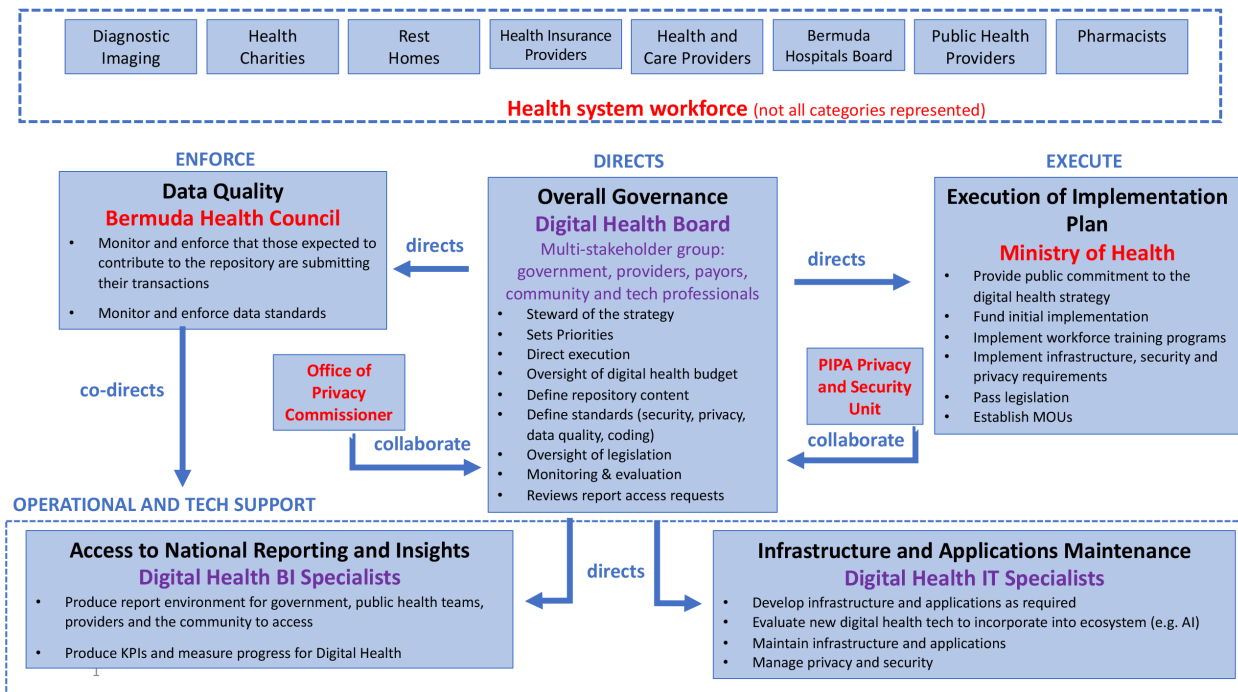 Diagnostic
Imaging
Health
Charities
Rest
Homes
Health Insurance
Providers
Health and
Care Providers
Bermuda
Hospitals Board
Public Health
Providers
Pharmacists
Health system workforce (not all categories represented)
ENFORCE
Data Quality
Bermuda Health Council
• Monitor and enforce that those expected to
contribute to the repository are submitting
their transactions
• Monitor and enforce data standards
directs
DIRECTS
Overall Governance
Digital Health Board
Multi-stakeholder group:
government, providers, payors,
community and tech professionals
• Steward of the strategy
• Sets Priorities
• Direct execution
• Oversight of digital health budget
• Define repository content
• Define standards (security, privacy,
data quality, coding)
• Oversight of legislation
• Monitoring & evaluation
• Reviews report access requests
directs
EXECUTE
Execution of Implementation
Plan
Ministry of Health
• Provide public commitment to the
digital health strategy
• Fund initial implementation
• Implement workforce training programs
• Implement infrastructure, security and
privacy requirements
• Pass legislation
• Establish MOUs
co-directs
Office of
Privacy
Commissioner
collaborate
PIPA Privacy
and Security
Unit
collaborate
OPERATIONAL AND TECH SUPPORT
Access to National Reporting and Insights
Digital Health BI Specialists
• Produce report environment for government, public health teams,
providers and the community to access
• Produce KPIs and measure progress for Digital Health
directs
Infrastructure and Applications Maintenance
Digital Health IT Specialists
• Develop infrastructure and applications as required
• Evaluate new digital health tech to incorporate into ecosystem (e.g. AI)
• Maintain infrastructure and applications
• Manage privacy and security